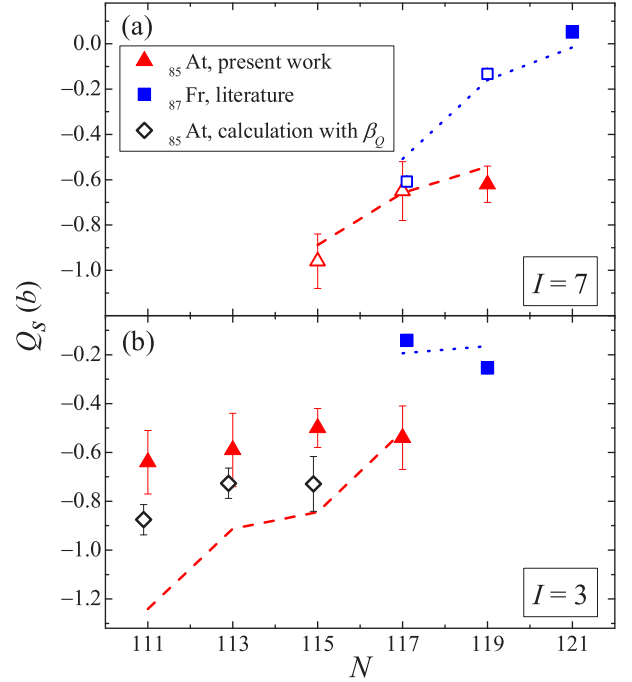 (a)
₈₅At, present work
₈₇Fr, literature
₈₅At, calculation with β_Q
0.0
−0.2
−0.4
−0.6
−0.8
−1.0
I = 7
Q_S (b)
(b)
−0.2
−0.4
−0.6
−0.8
−1.0
−1.2
I = 3
111 113 115 117 119 121
N